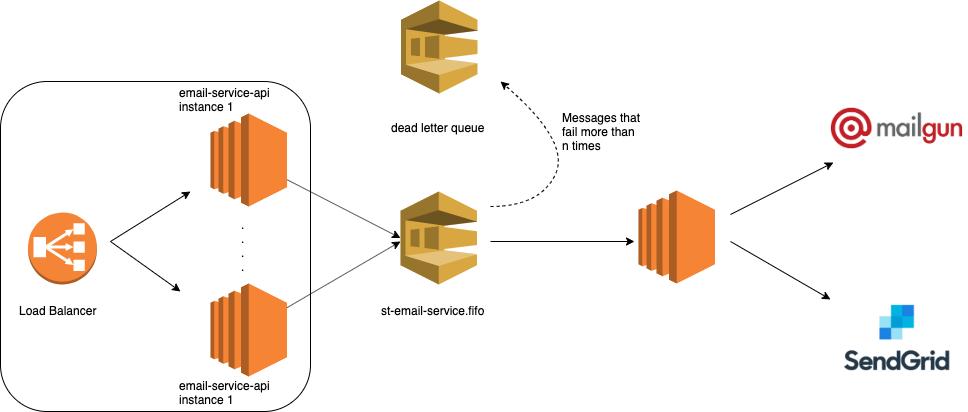 email-service-api
instance 1
dead letter queue
Messages that
fail more than
n times
mailgun
Load Balancer
st-email-service.fifo
SendGrid
email-service-api
instance 1